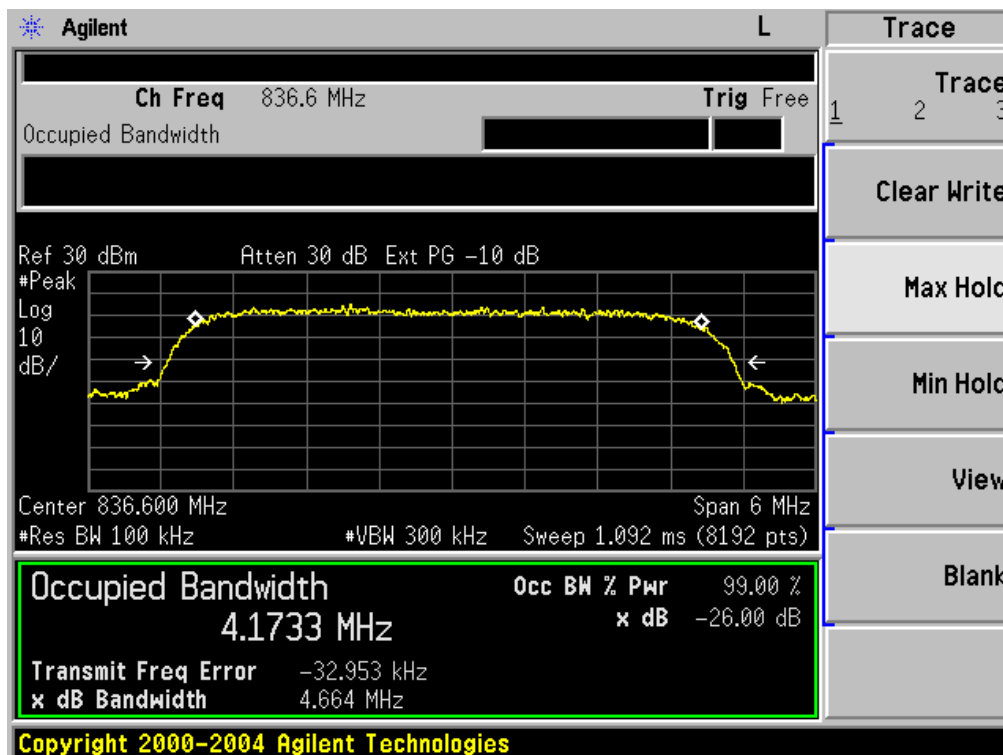 Agilent L Trace
Ch Freq 836.6 MHz Trig Free
Occupied Bandwidth
Trace
1 2 3
Clear Write
Max Hold
Min Hold
View
Blank
Ref 30 dBm Atten 30 dB Ext PG -10 dB
#Peak
Log
10
dB/
Center 836.600 MHz Span 6 MHz
#Res BW 100 kHz #VBW 300 kHz Sweep 1.092 ms (8192 pts)
Occupied Bandwidth Occ BW % Pwr 99.00 %
4.1733 MHz x dB -26.00 dB
Transmit Freq Error -32.953 kHz
x dB Bandwidth 4.664 MHz
Copyright 2000-2004 Agilent Technologies